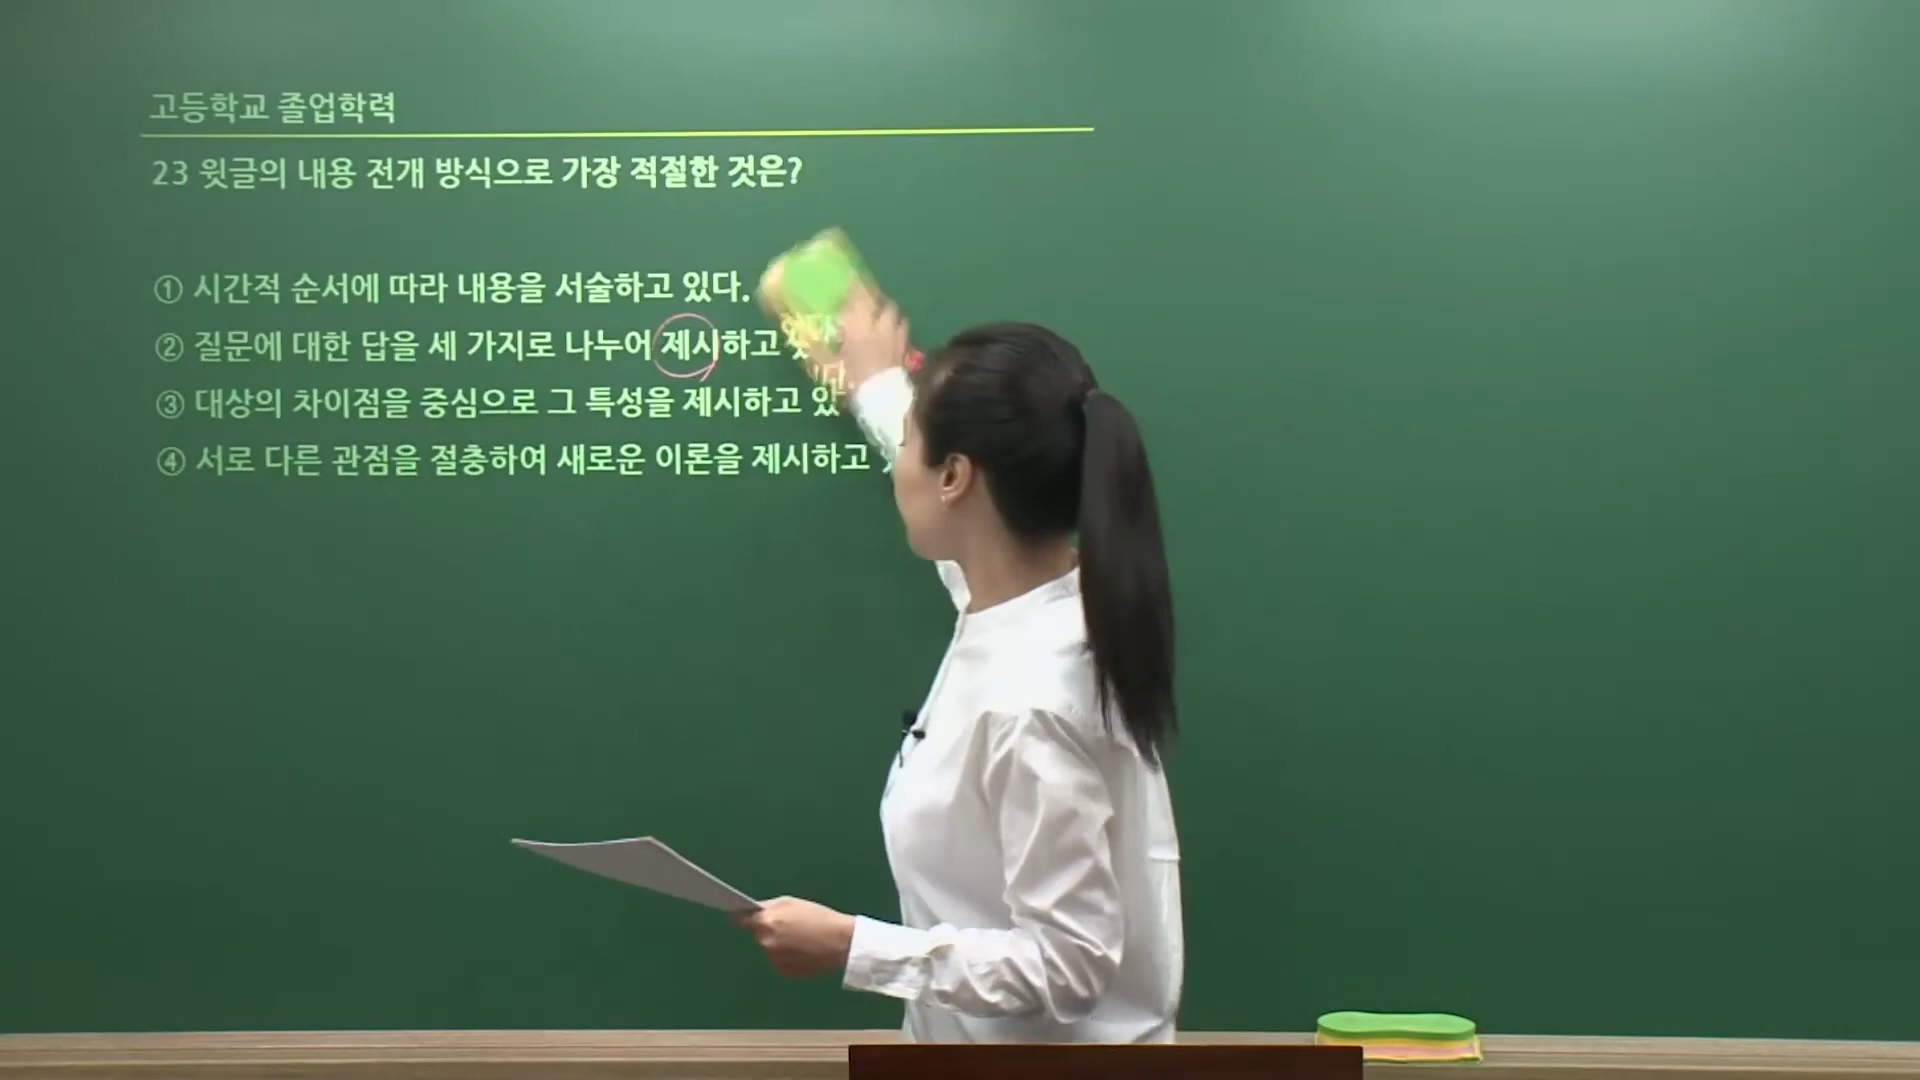 고등학교 졸업학력
23 윗글의 내용 전개 방식으로 가장 적절한 것은?
① 시간적 순서에 따라 내용을 서술하고 있다.
② 질문에 대한 답을 세 가지로 나누어 제시하고
③ 대상의 차이점을 중심으로 그 특성을 제시하고 있
④ 서로 다른 관점을 절충하여 새로운 이론을 제시하고